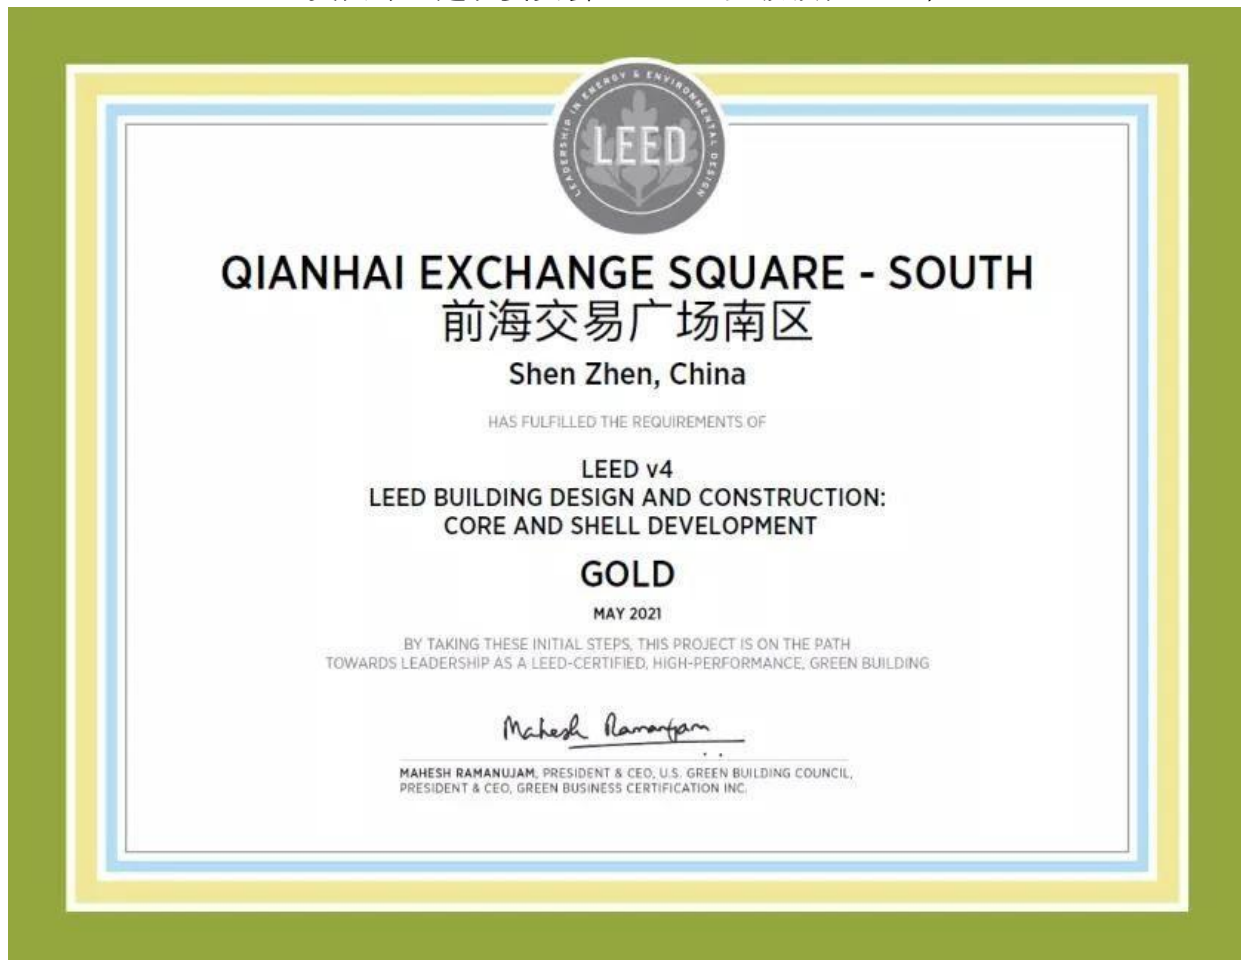 LEADERSHIP IN ENERGY & ENVIRONMENTAL DESIGN
LEED
QIANHAI EXCHANGE SQUARE - SOUTH
前海交易广场南区
Shen Zhen, China
HAS FULFILLED THE REQUIREMENTS OF
LEED v4
LEED BUILDING DESIGN AND CONSTRUCTION:
CORE AND SHELL DEVELOPMENT
GOLD
MAY 2021
BY TAKING THESE INITIAL STEPS, THIS PROJECT IS ON THE PATH
TOWARDS LEADERSHIP AS A LEED-CERTIFIED, HIGH-PERFORMANCE, GREEN BUILDING
Mahesh Ramanujam
MAHESH RAMANUJAM, PRESIDENT & CEO, U.S. GREEN BUILDING COUNCIL,
PRESIDENT & CEO, GREEN BUSINESS CERTIFICATION INC.